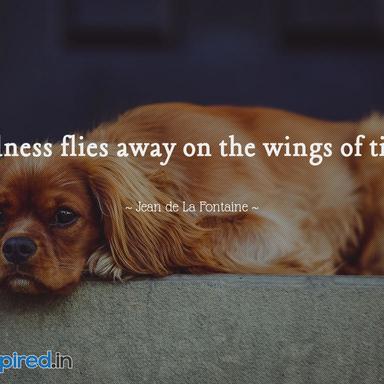 dness flies away on the wings of ti
~ Jean de La Fontaine ~
pired.in